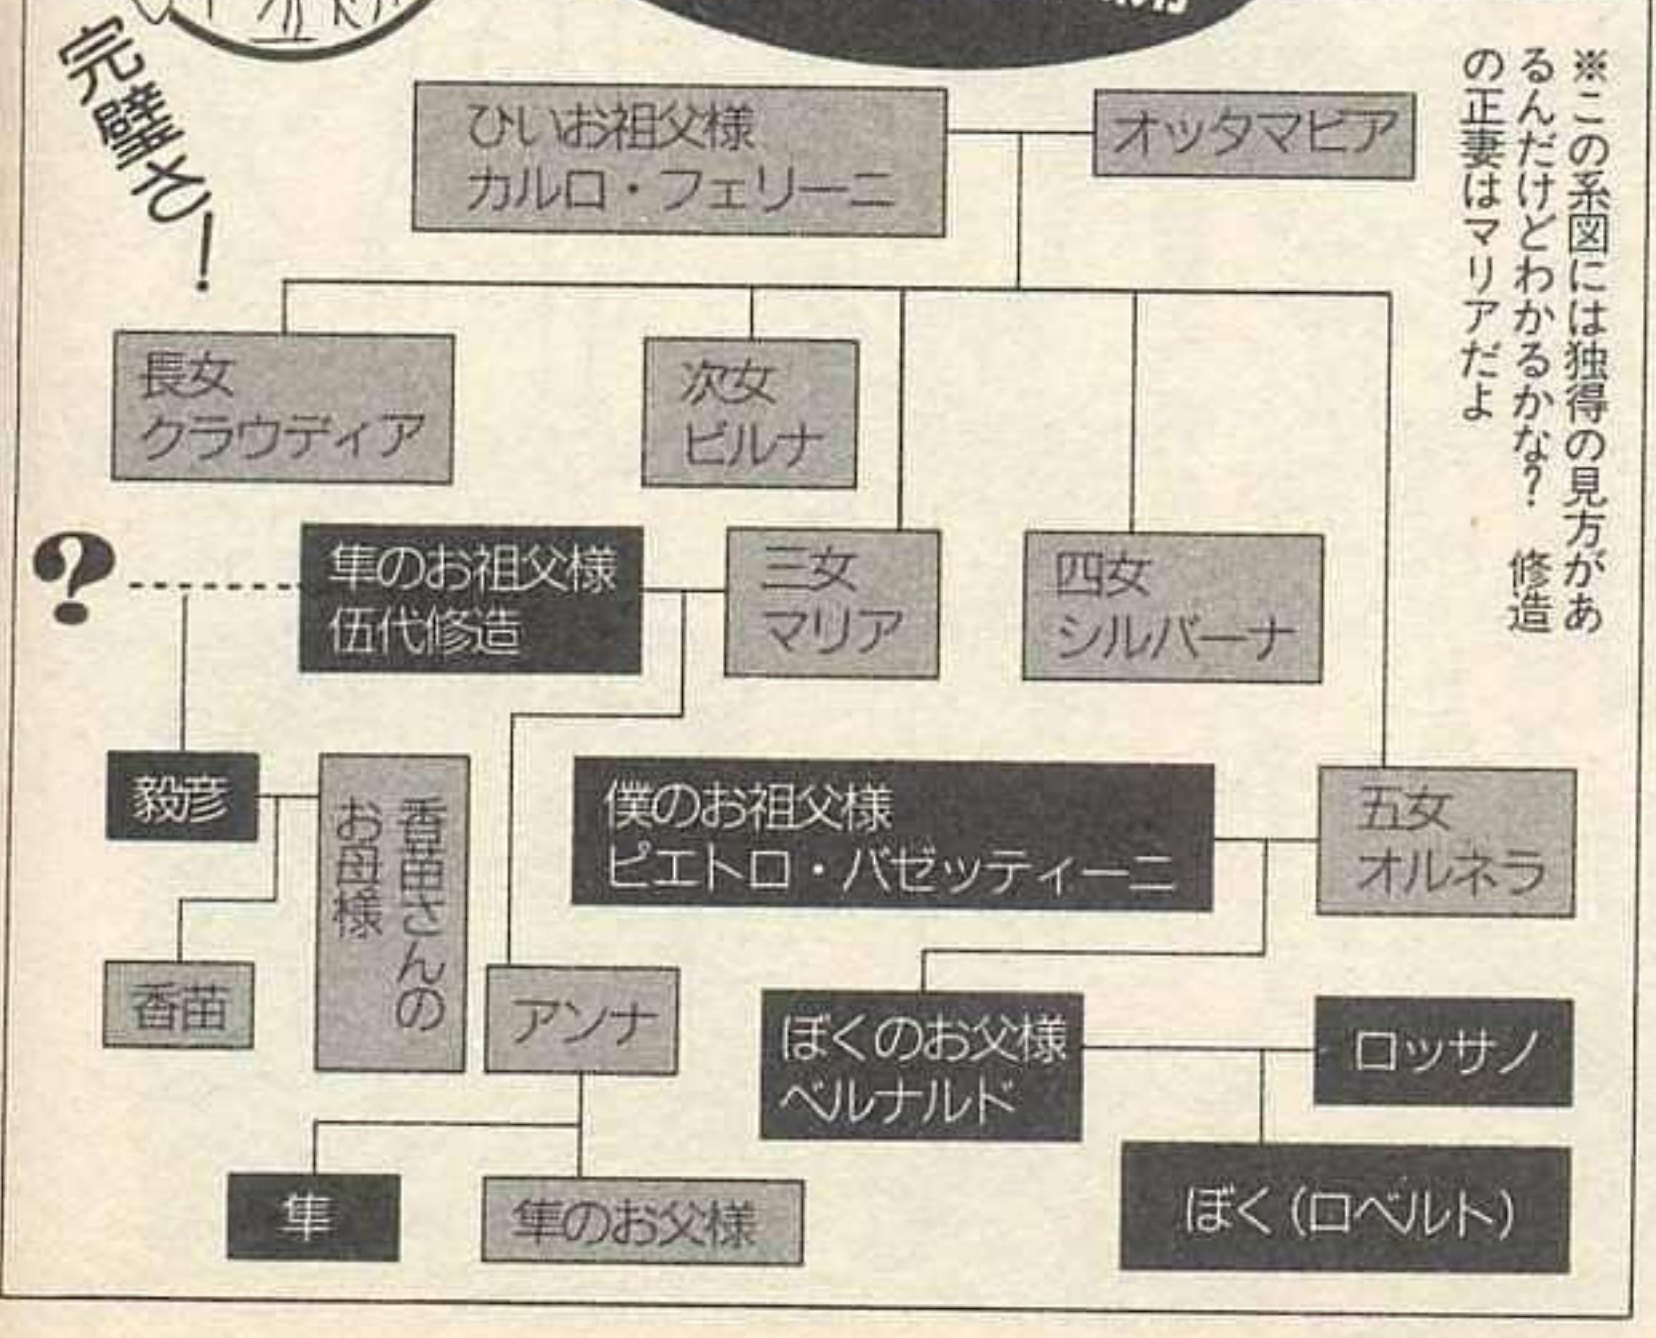 完璧さ！
※この系図には独得の見方があ
るんだけどわかるかな？　修造
の正妻はマリアだよ
ひいお祖父様
カルロ・フェリーニ
オッタマビア
長女
クラウディア
次女
ビルナ
？
隼のお祖父様
伍代修造
三女
マリア
四女
シルバーナ
毅彦
香苗さんの
お母様
僕のお祖父様
ピエトロ・バゼッティーニ
五女
オルネラ
香苗
アンナ
ぼくのお父様
ベルナルド
ロッサノ
隼
隼のお父様
ぼく（ロベルト）